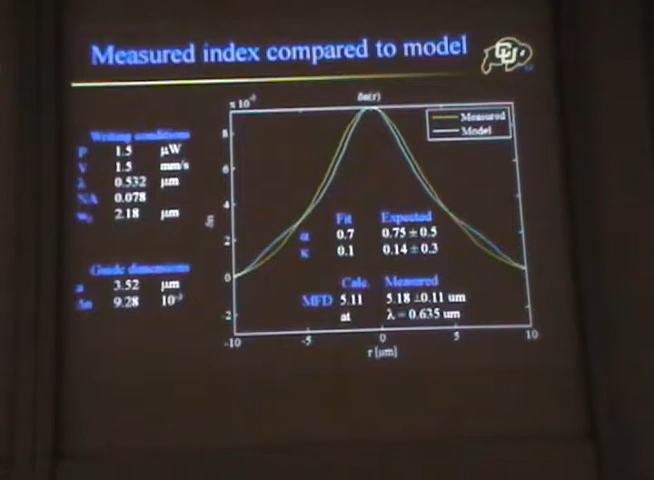 Measured index compared to model
CU
Writing conditions
P 1.5 μW
V 1.5 mm/s
λ 0.532 μm
NA 0.078
w₀ 2.18 μm
Guide dimensions
a 3.52 μm
δn 9.28 10⁻³
x 10⁻³
δn(r)
Measured
Model
8
6
4
2
0
-2
δn
Fit Expected
α 0.7 0.75 ± 0.5
κ 0.1 0.14 ± 0.3
Calc. Measured
MFD 5.11 5.18 ±0.11 um
at λ = 0.635 um
-10 -5 0 5 10
r [μm]